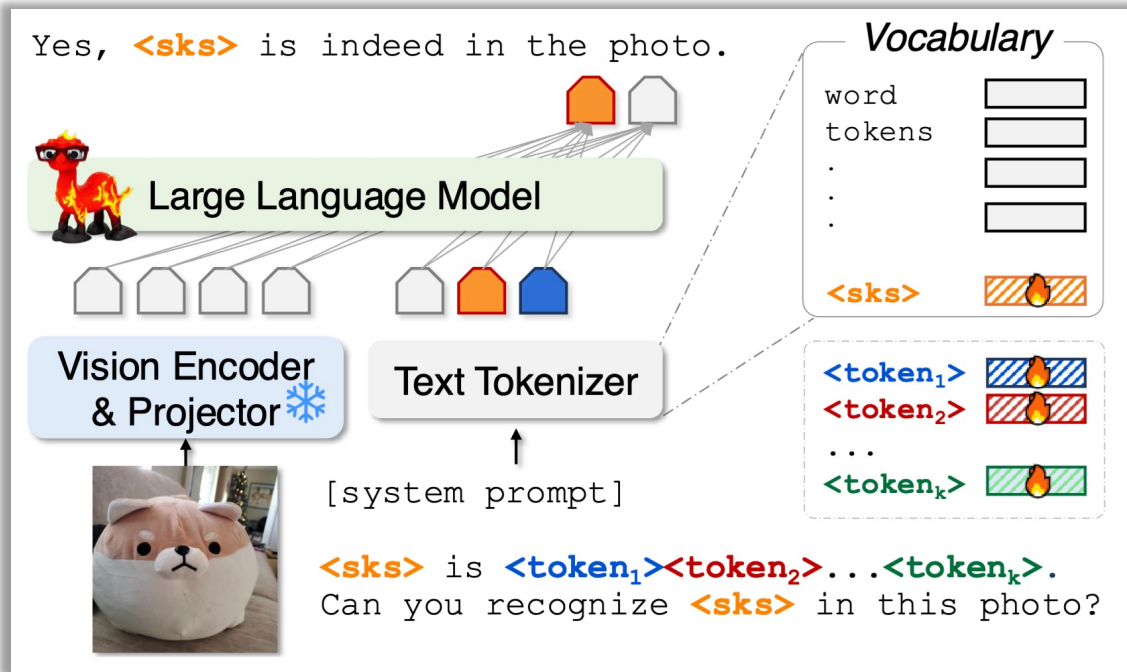 Yes, <sks> is indeed in the photo.
Vocabulary
word
tokens
.
.
.
<sks>
Large Language Model
Vision Encoder
& Projector
Text Tokenizer
<token₁>
<token₂>
...
<tokenₖ>
[system prompt]
<sks> is <token₁><token₂>...<tokenₖ>.
Can you recognize <sks> in this photo?